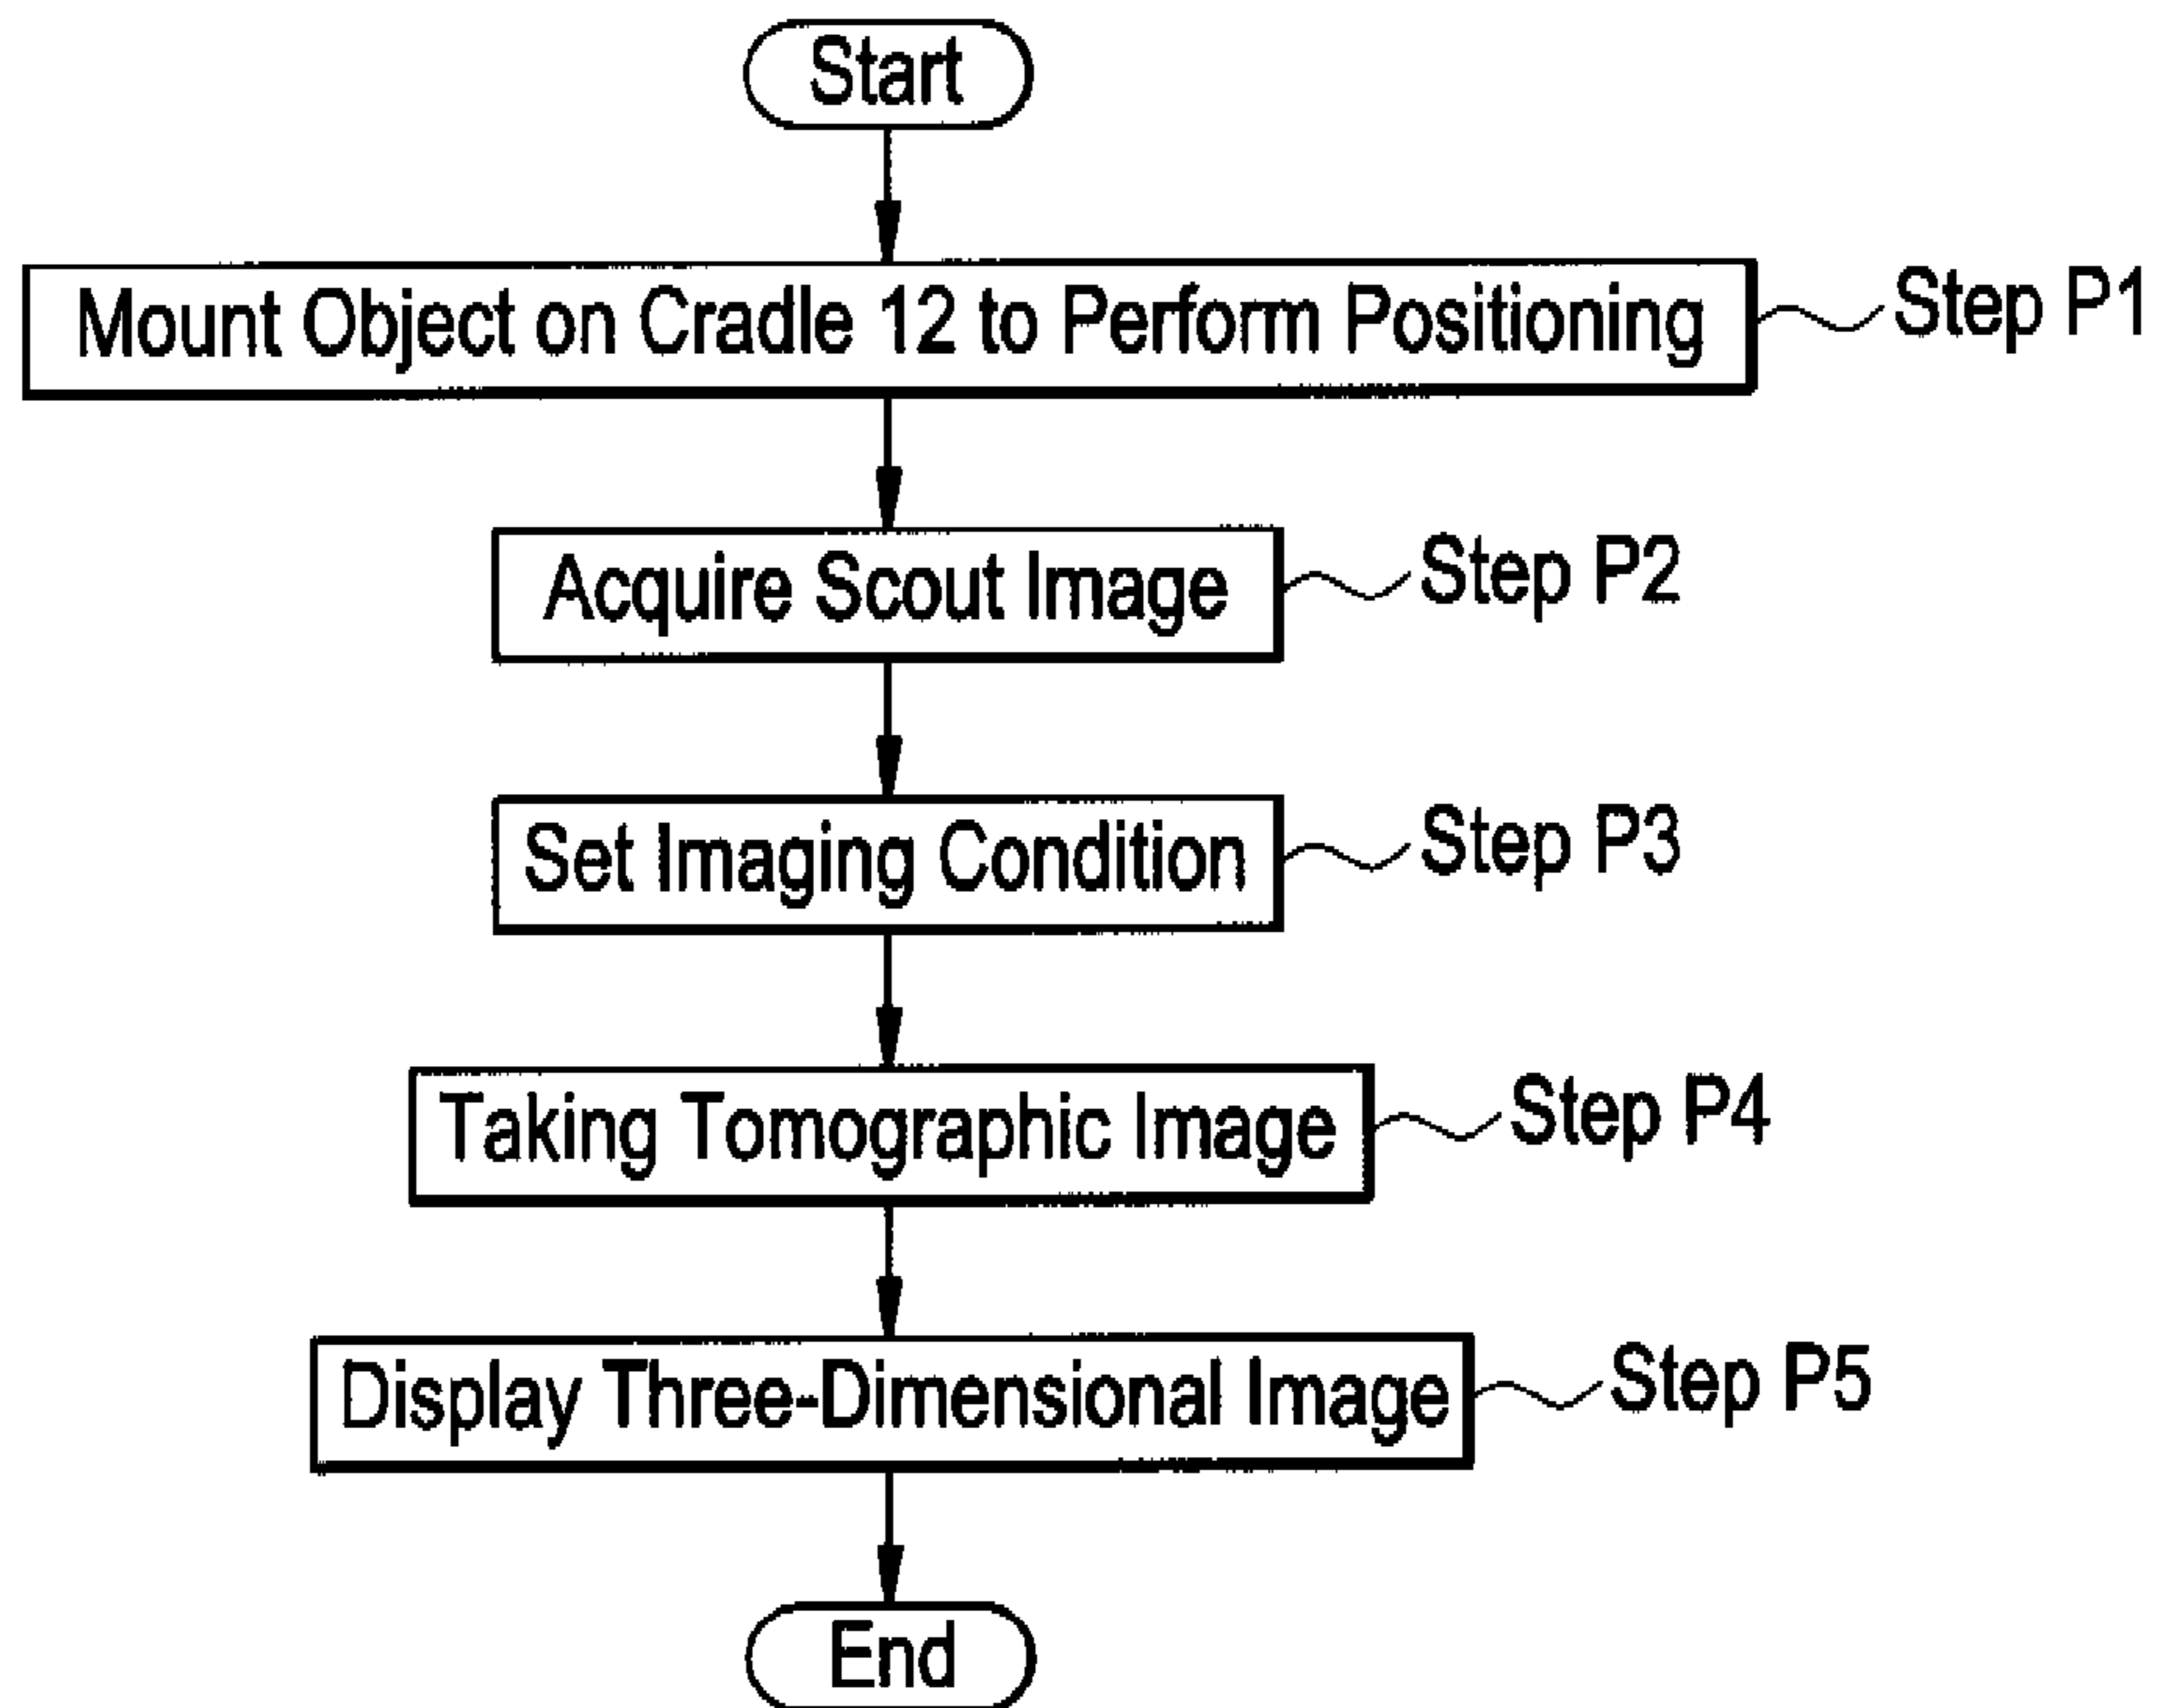 Start
Mount Object on Cradle 12 to Perform Positioning
Step P1
Acquire Scout Image
Step P2
Set Imaging Condition
Step P3
Taking Tomographic Image
Step P4
Display Three-Dimensional Image
Step P5
End